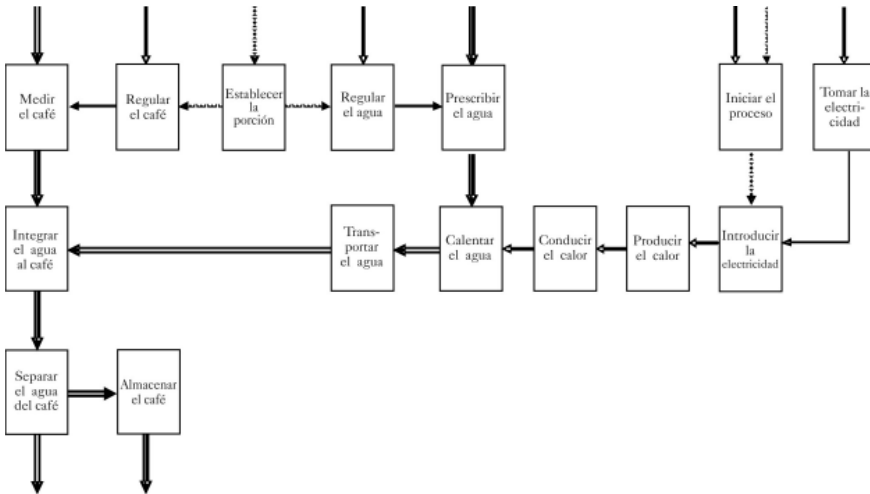 Medir
el café
Regular
el café
Establecer
la
porción
Regular
el agua
Prescribir
el agua
Iniciar el
proceso
Tomar la
electri-
cidad
Integrar
el agua
al café
Trans-
portar
el agua
Calentar
el agua
Conducir
el calor
Producir
el calor
Introducir
la
electricidad
Separar
el agua
del café
Almacenar
el café